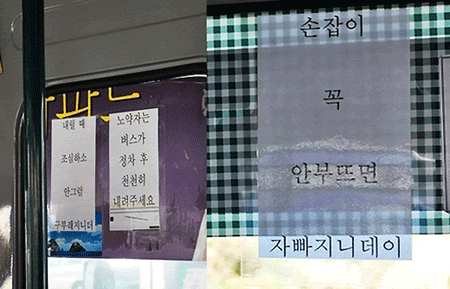 내릴 때
조심하소
안그럼
구부래지니더
노약자는
버스가
정차 후
천천히
내려주세요
손잡이
꼭
안부뜨면
자빠지니데이